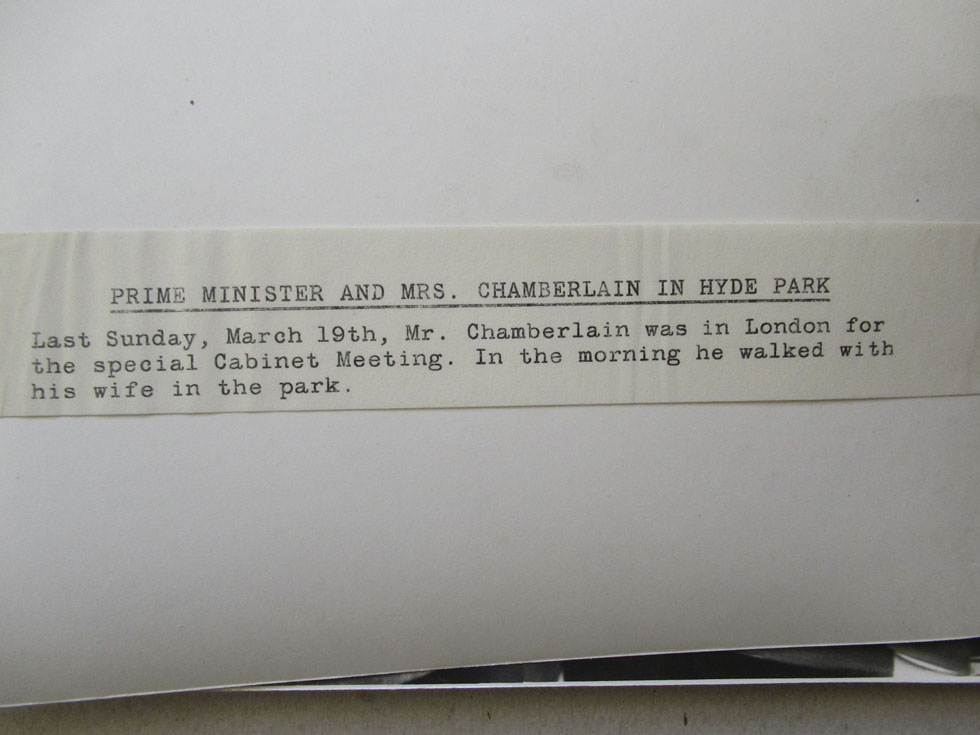 PRIME MINISTER AND MRS. CHAMBERLAIN IN HYDE PARK
Last Sunday, March 19th, Mr. Chamberlain was in London for
the special Cabinet Meeting. In the morning he walked with
his wife in the park.